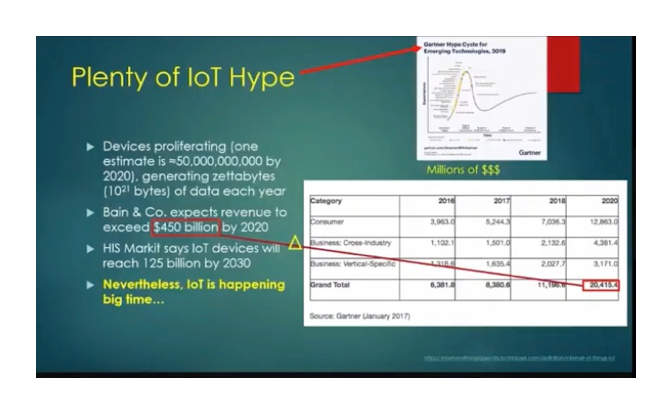 Plenty of IoT Hype
Gartner Hype Cycle for
Emerging Technologies, 2019
Gartner
Devices proliferating (one
estimate is ≈50,000,000,000 by
2020), generating zettabytes
(10²¹ bytes) of data each year
Bain & Co. expects revenue to
exceed $450 billion by 2020
HIS Markit says IoT devices will
reach 125 billion by 2030
Nevertheless, IoT is happening
big time…
Millions of $$$
Category 2016 2017 2018 2020
Consumer 3,963.0 5,244.3 7,036.3 12,863.0
Business: Cross-Industry 1,102.1 1,501.0 2,132.6 4,381.4
Business: Vertical-Specific 1,316.6 1,635.4 2,027.7 3,171.0
Grand Total 6,381.8 8,380.6 11,196.6 20,415.4
Source: Gartner (January 2017)